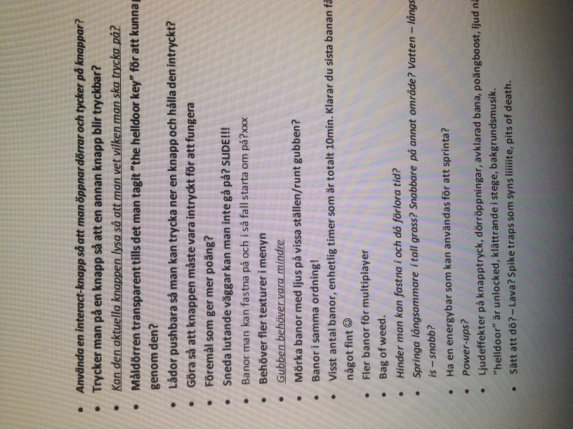 Använda en interact-knapp så att man öppnar dörrar och tycker på knappar?
Trycker man på en knapp så att en annan knapp blir tryckbar?
Kan den aktuella knappen lysa så att man vet vilken man ska trycka på?
Måldörren transparent tills det man tagit "the helldoor key" för att kunna
genom den?
Lådor pushbara så man kan trycka ner en knapp och hålla den intryckt?
Göra så att knappen måste vara intryckt för att fungera
Föremål som ger mer poäng?
Sneda lutande väggar kan man inte gå på? SLIDE!!!
Banor man kan fastna på och i så fall starta om på?xxx
Behöver fler texturer i menyn
Gubben behöver vara mindre
Mörka banor med ljus på vissa ställen/runt gubben?
Banor i samma ordning!
Visst antal banor, enhetlig timer som är totalt 10min. Klarar du sista banan
något fint ☺
Fler banor för multiplayer
Bag of weed.
Hinder man kan fastna i och då förlora tid?
Springa långsammare i tall grass? Snabbare på annat område? Vatten –
is – snabb?
Ha en energybar som kan användas för att sprinta?
Power-ups?
Ljudeffekter på knapptryck, dörröppningar, avklarad bana, poängboost, ljud
"helldoor" är unlocked, klättrande i stege, bakgrundsmusik.
Sätt att dö? – Lava? Spike traps som syns liiiiiite, pits of death.